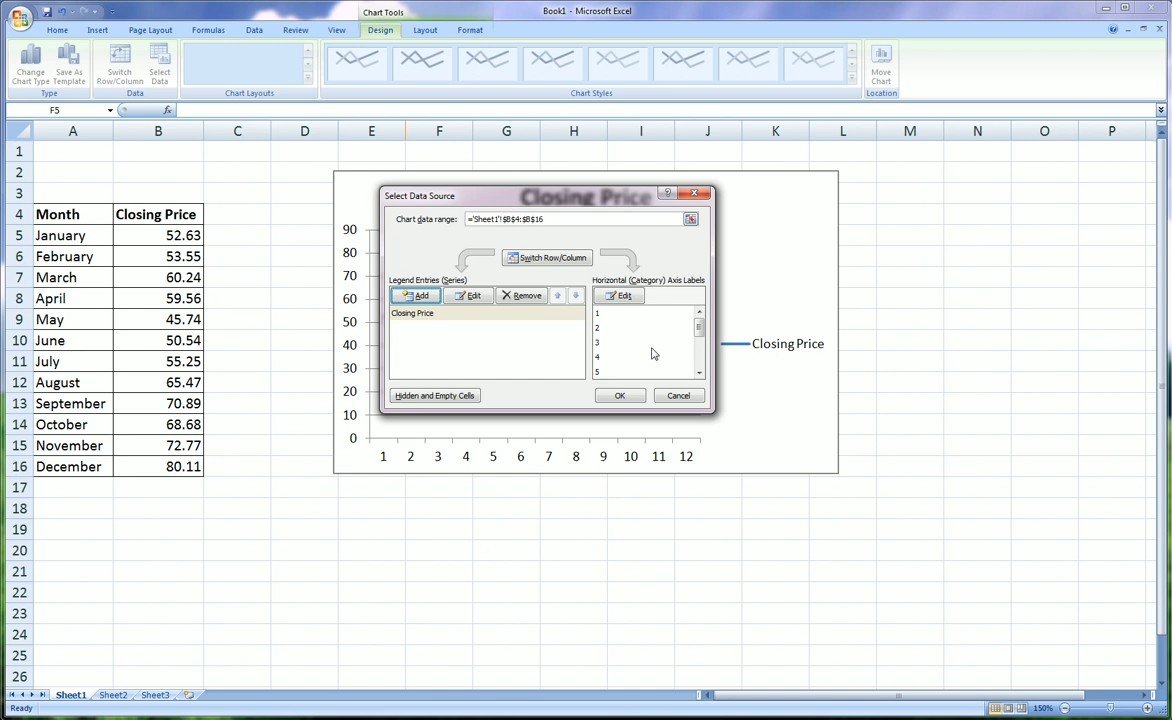 Chart Tools
Book1 - Microsoft Excel
Home Insert Page Layout Formulas Data Review View Design Layout Format
Change Chart Type
Save As Template
Switch Row/Column
Select Data
Move Chart
Type Data Chart Layouts Chart Styles Location
F5 fx
A B C D E F G H I J K L M N O P
1
2
3
4 Month Closing Price
5 January 52.63
6 February 53.55
7 March 60.24
8 April 59.56
9 May 45.74
10 June 50.54
11 July 55.25
12 August 65.47
13 September 70.89
14 October 68.68
15 November 72.77
16 December 80.11
17
18
19
20
21
22
23
24
25
26
Closing Price
90
80
70
60
50
40
30
20
10
0
1 2 3 4 5 6 7 8 9 10 11 12
Closing Price
Select Data Source
Chart data range: ='Sheet1'!$B$4:$B$16
Switch Row/Column
Legend Entries (Series)
Add Edit Remove
Closing Price
Horizontal (Category) Axis Labels
Edit
1
2
3
4
5
Hidden and Empty Cells OK Cancel
Sheet1 Sheet2 Sheet3
Ready 150%